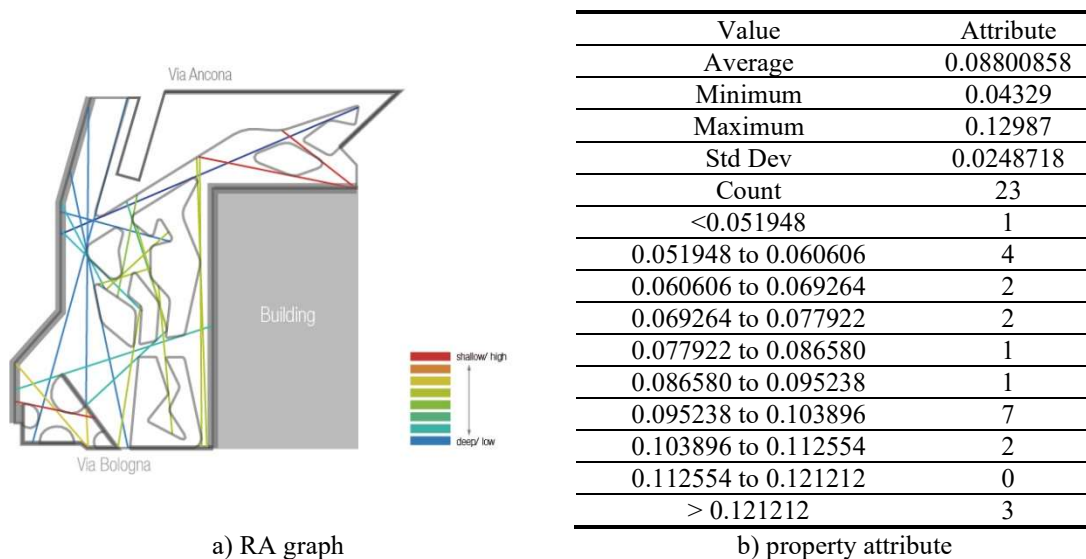 Via Ancona
Building
shallow/ high
deep/ low
Via Bologna
a) RA graph
Value Attribute
Average 0.08800858
Minimum 0.04329
Maximum 0.12987
Std Dev 0.0248718
Count 23
<0.051948 1
0.051948 to 0.060606 4
0.060606 to 0.069264 2
0.069264 to 0.077922 2
0.077922 to 0.086580 1
0.086580 to 0.095238 1
0.095238 to 0.103896 7
0.103896 to 0.112554 2
0.112554 to 0.121212 0
> 0.121212 3
b) property attribute